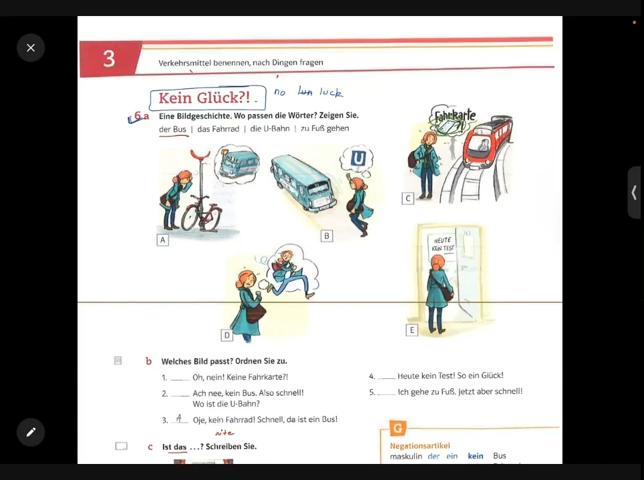 3
Verkehrsmittel benennen, nach Dingen fragen
Kein Glück?!
no luck
6 a Eine Bildgeschichte. Wo passen die Wörter? Zeigen Sie.
der Bus | das Fahrrad | die U-Bahn | zu Fuß gehen
Fahrkarte ?!
U
A
B
C
HEUTE
KEIN TEST
D
E
b Welches Bild passt? Ordnen Sie zu.
1. ____ Oh, nein! Keine Fahrkarte?!
2. ____ Ach nee, kein Bus. Also schnell!
Wo ist die U-Bahn?
3. A Oje, kein Fahrrad! Schnell, da ist ein Bus!
4. ____ Heute kein Test! So ein Glück!
5. ____ Ich gehe zu Fuß. Jetzt aber schnell!
c Ist das ...? Schreiben Sie.
G
Negationsartikel
maskulin der ein kein Bus